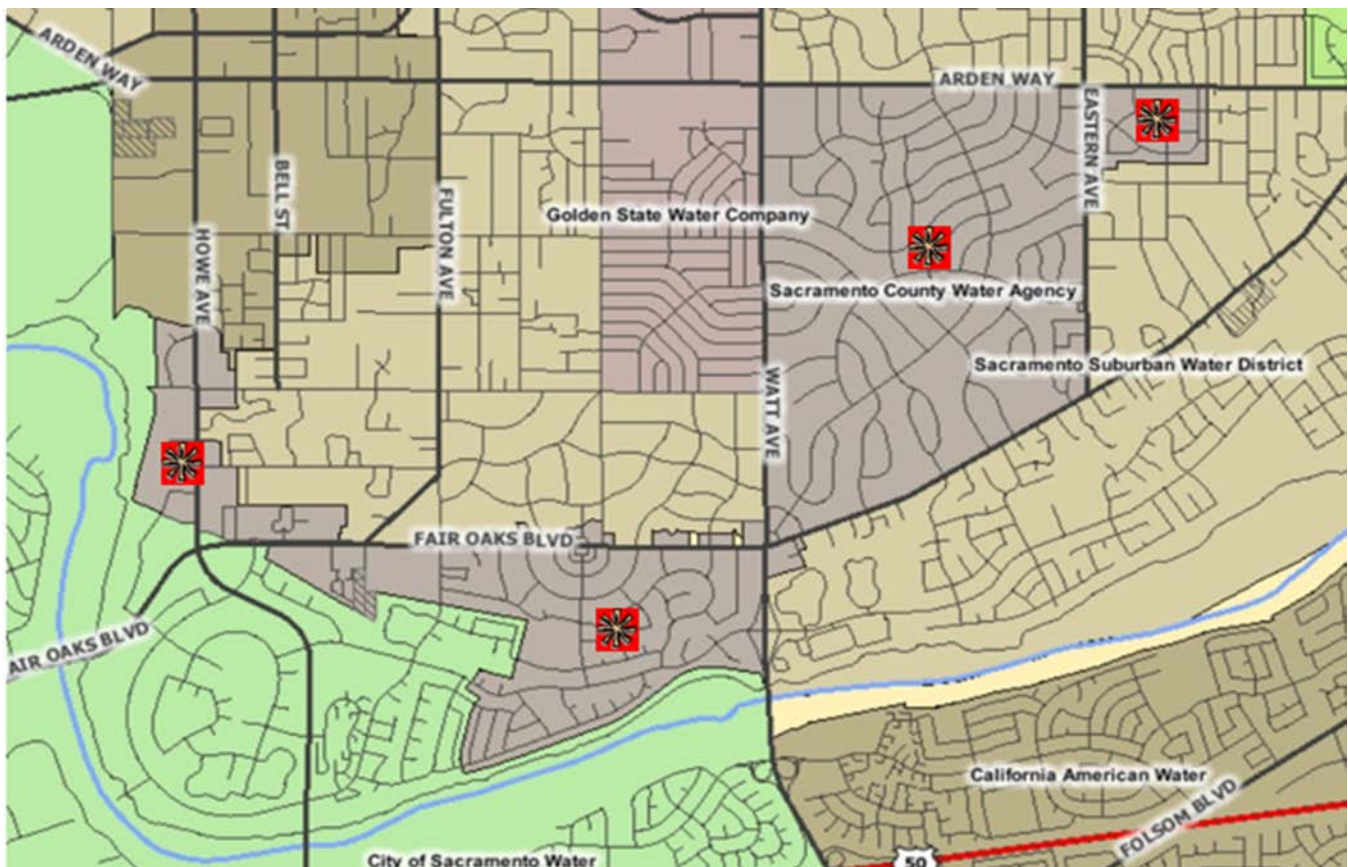 ARDEN WAY
ARDEN WAY
EASTERN AVE
BELL ST
FULTON AVE
Golden State Water Company
HOWE AVE
Sacramento County Water Agency
Sacramento Suburban Water District
WATT AVE
FAIR OAKS BLVD
AIR OAKS BLVD
California American Water
FOLSOM BLVD
50
City of Sacramento Water